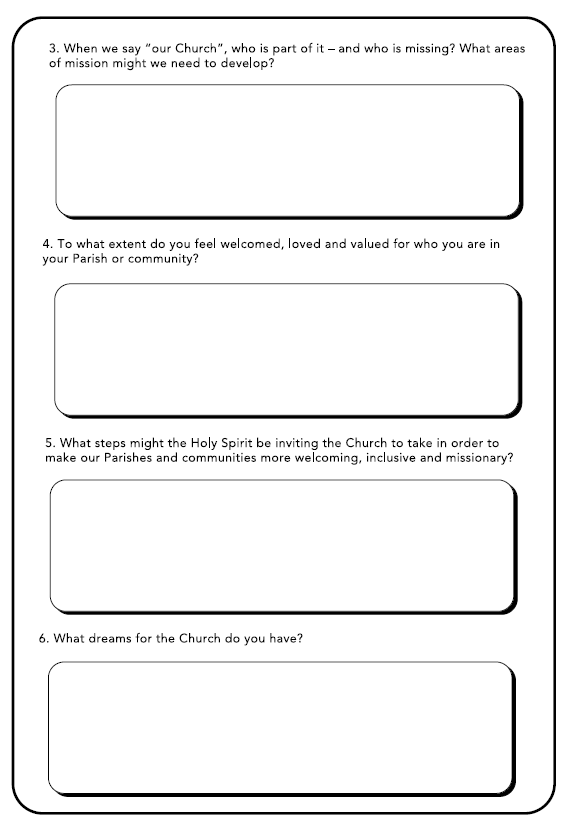 3. When we say “our Church”, who is part of it – and who is missing? What areas
of mission might we need to develop?
4. To what extent do you feel welcomed, loved and valued for who you are in
your Parish or community?
5. What steps might the Holy Spirit be inviting the Church to take in order to
make our Parishes and communities more welcoming, inclusive and missionary?
6. What dreams for the Church do you have?